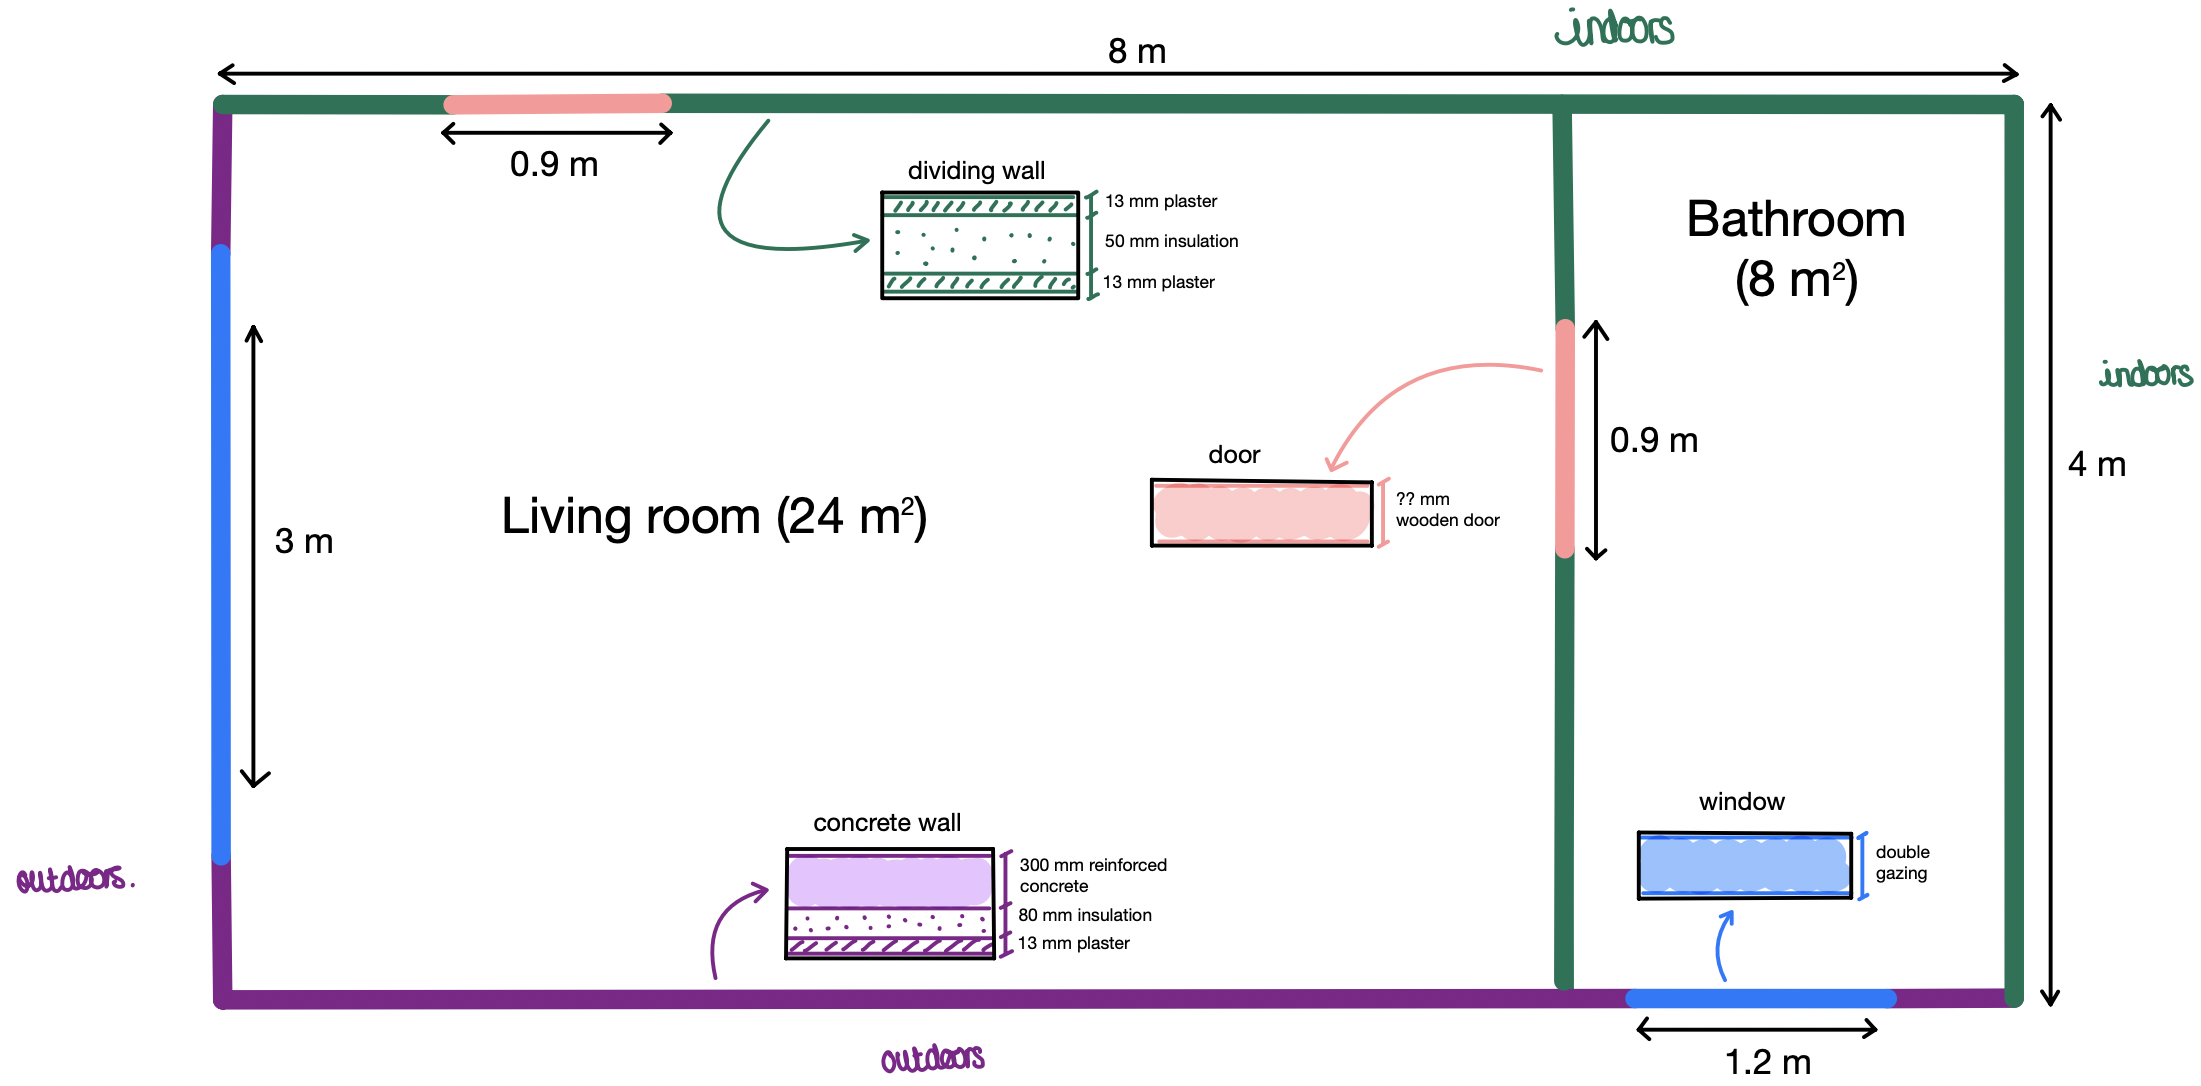 indoors
8 m
0.9 m
dividing wall
13 mm plaster
50 mm insulation
13 mm plaster
Bathroom
(8 m²)
indoors
4 m
0.9 m
door
?? mm
wooden door
Living room (24 m²)
3 m
window
double
gazing
concrete wall
300 mm reinforced
concrete
80 mm insulation
13 mm plaster
outdoors.
outdoors
1.2 m